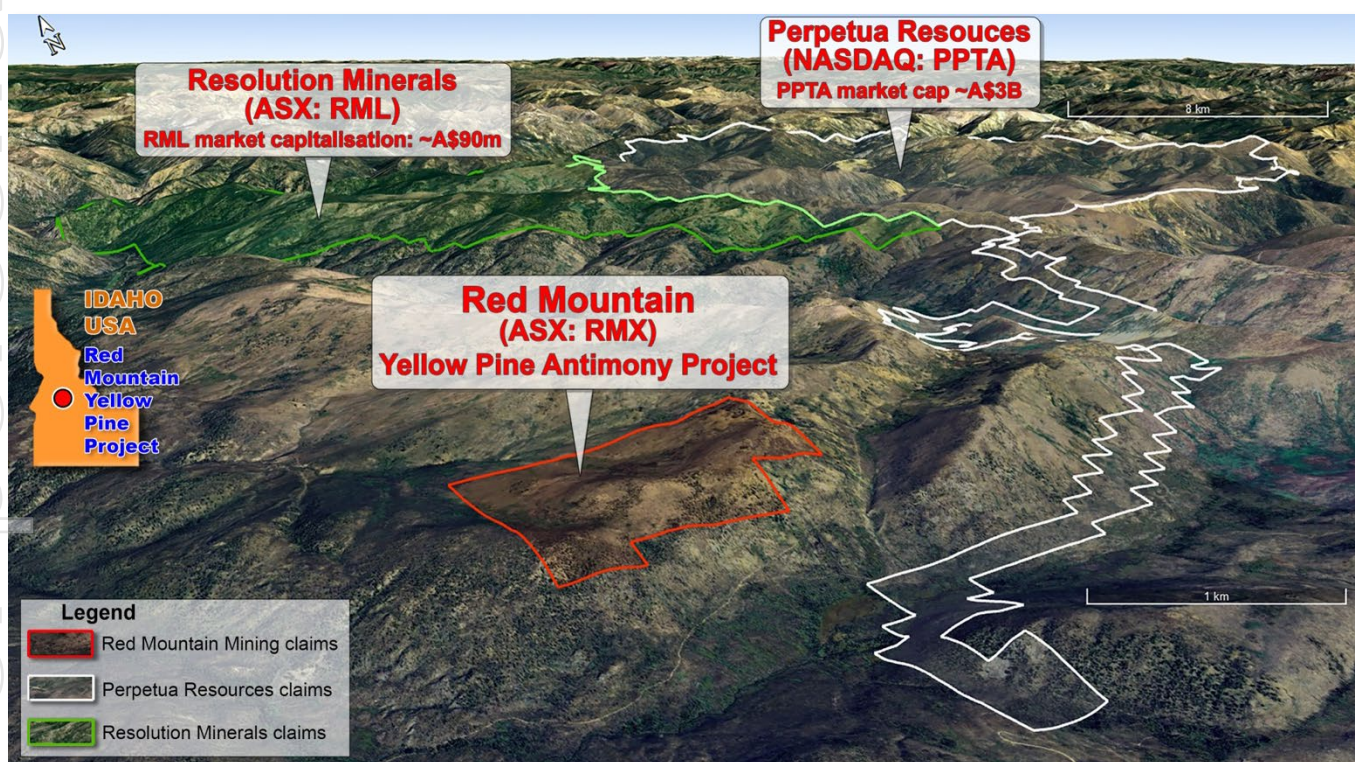 N
Resolution Minerals
(ASX: RML)
RML market capitalisation: ~A$90m
Perpetua Resouces
(NASDAQ: PPTA)
PPTA market cap ~A$3B
8 km
Red Mountain
(ASX: RMX)
Yellow Pine Antimony Project
IDAHO
USA
Red
Mountain
Yellow
Pine
Project
1 km
Legend
Red Mountain Mining claims
Perpetua Resources claims
Resolution Minerals claims